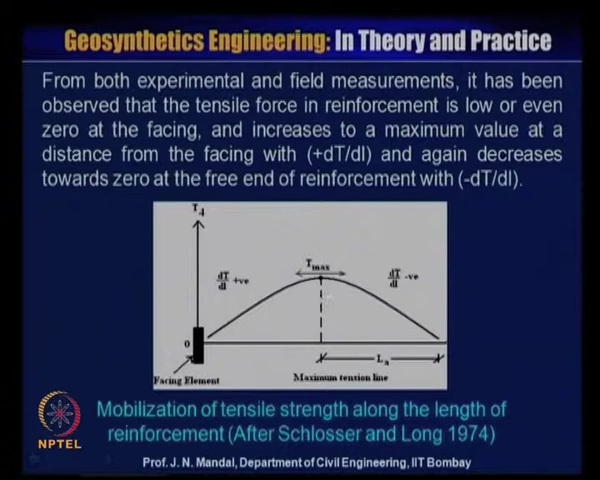 Geosynthetics Engineering: In Theory and Practice
From both experimental and field measurements, it has been
observed that the tensile force in reinforcement is low or even
zero at the facing, and increases to a maximum value at a
distance from the facing with (+dT/dl) and again decreases
towards zero at the free end of reinforcement with (-dT/dl).
T
Tmax
dT/dl +ve
dT/dl -ve
0
La
Facing Element
Maximum tension line
Mobilization of tensile strength along the length of
reinforcement (After Schlosser and Long 1974)
NPTEL
Prof. J. N. Mandal, Department of Civil Engineering, IIT Bombay